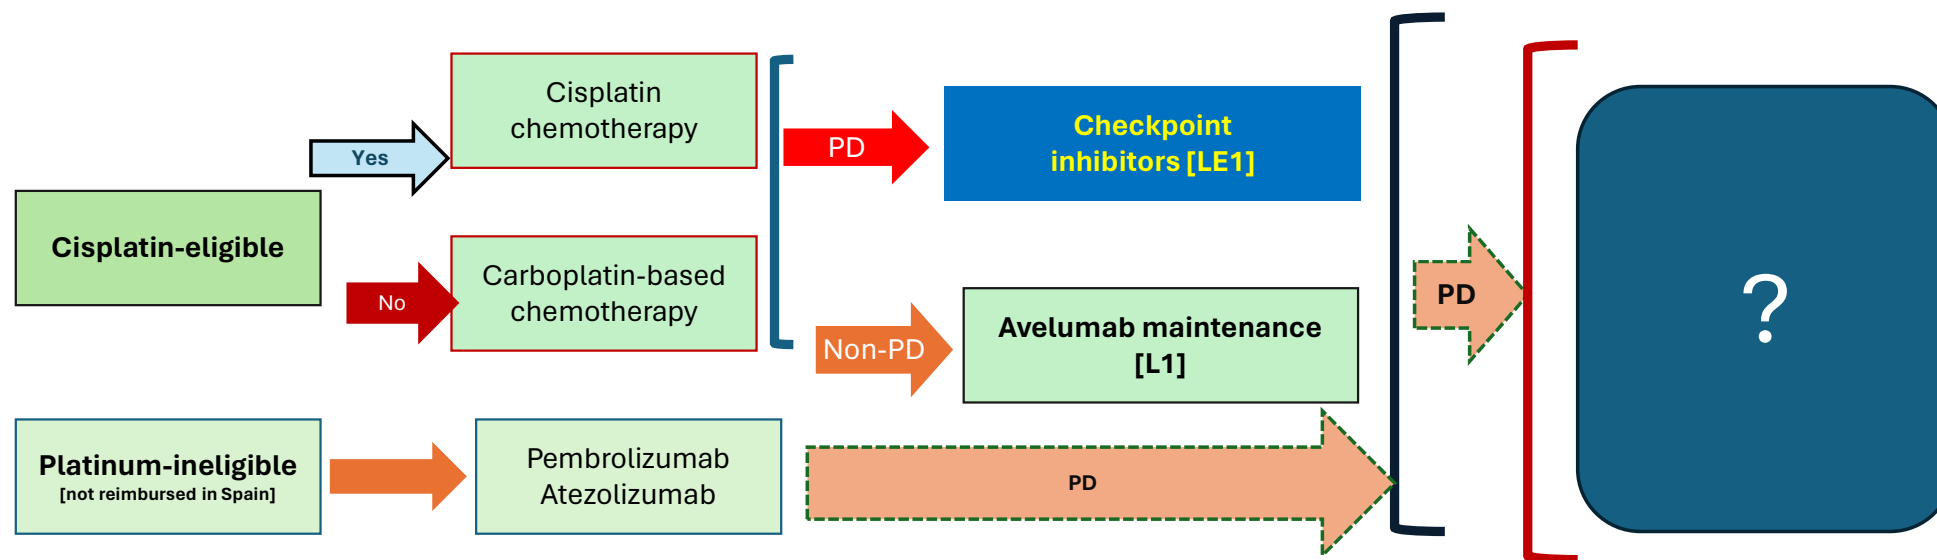 Cisplatin-eligible
Yes
No
Cisplatin
chemotherapy
Carboplatin-based
chemotherapy
PD
Checkpoint
inhibitors [LE1]
Non-PD
Avelumab maintenance
[L1]
Platinum-ineligible
[not reimbursed in Spain]
Pembrolizumab
Atezolizumab
PD
PD
?